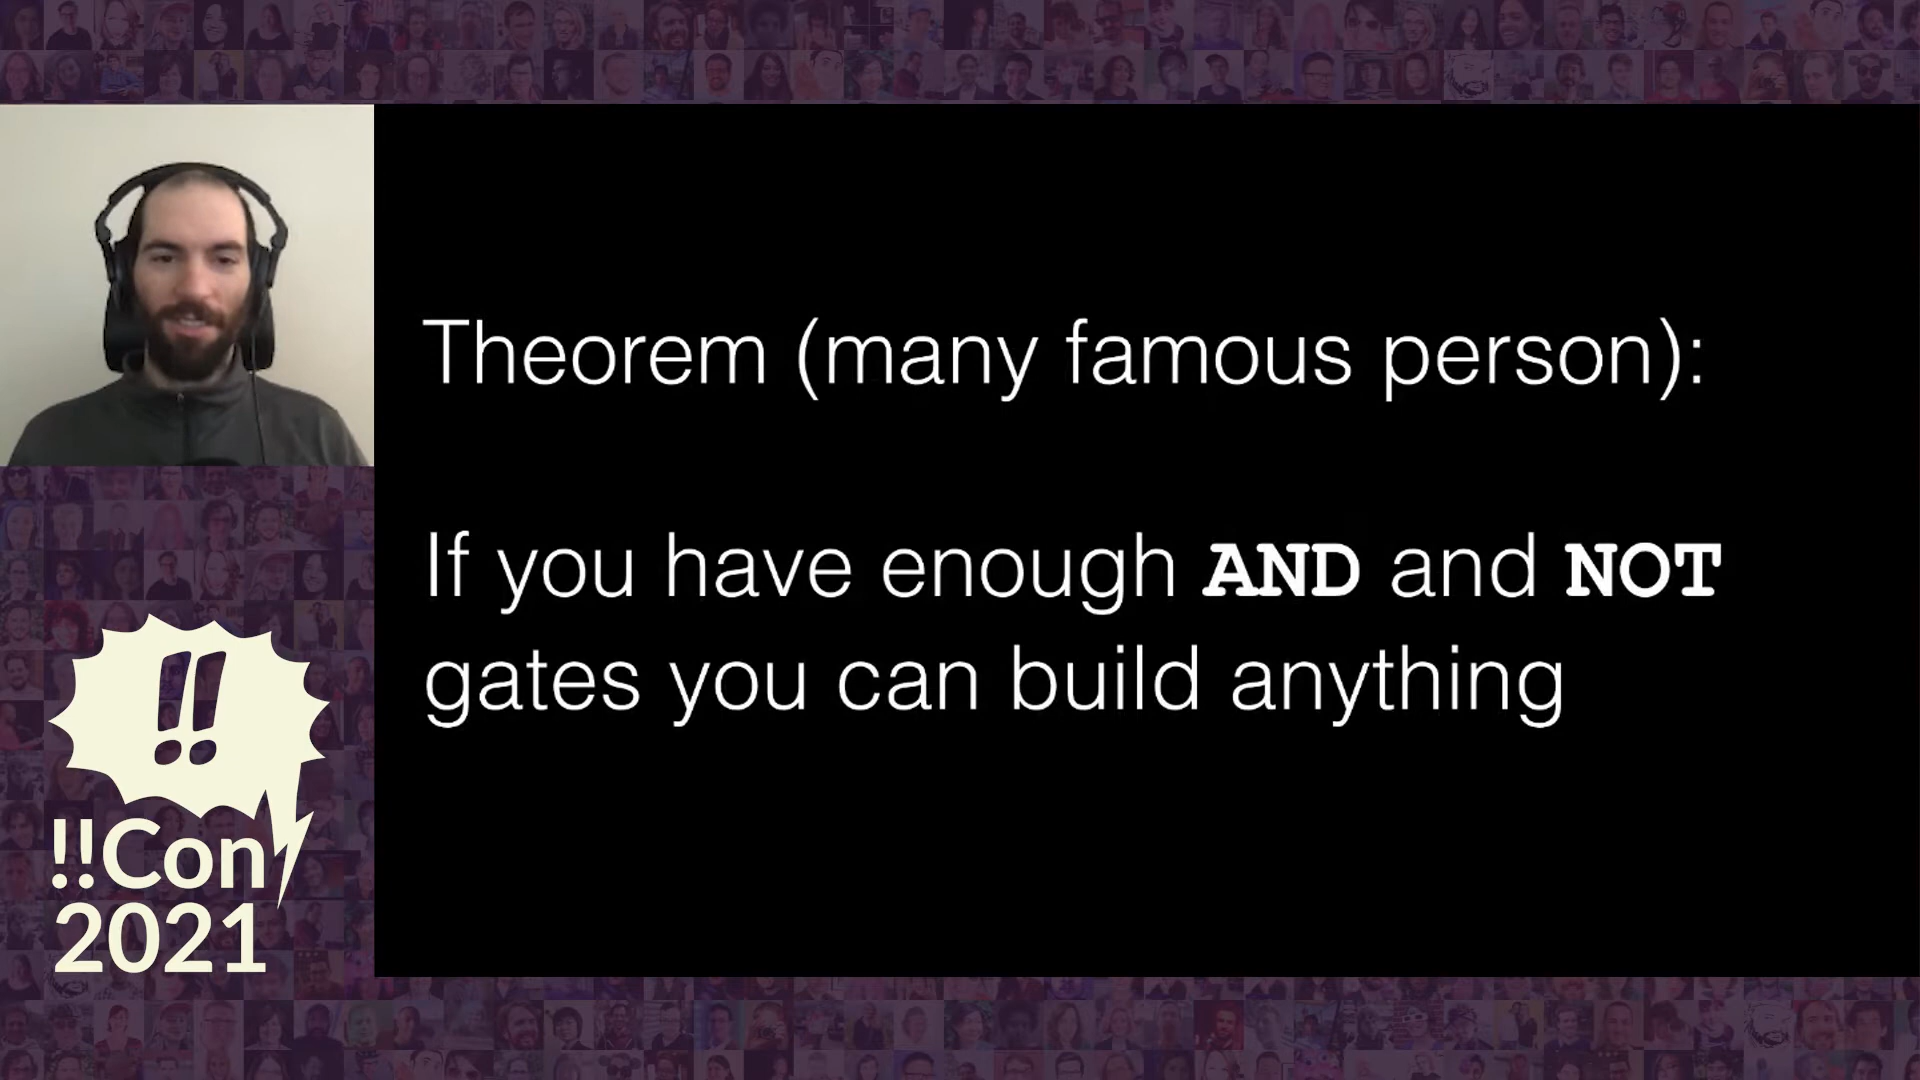 Theorem (many famous person):
If you have enough AND and NOT
gates you can build anything
!!
!!Con
2021